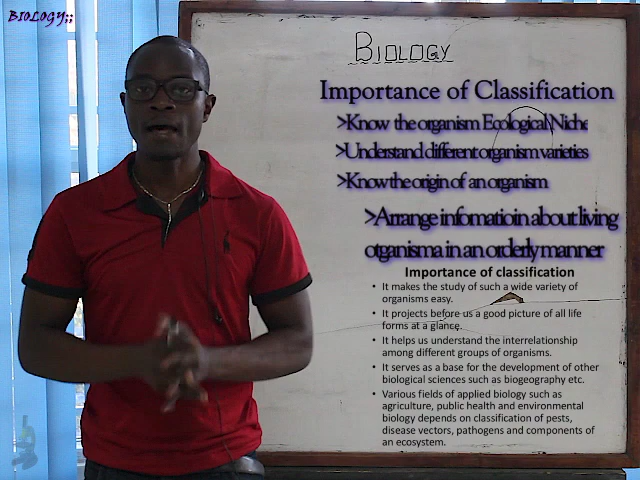 BIOLOGY;;
BIOLOGY
Importance of Classification
>Know the organism Ecological Niche
>Understand different organism varieties
>Know the origin of an organism
>Arrange infomatioin about living
otganisma in an orderly manner
Importance of classification
• It makes the study of such a wide variety of
organisms easy.
• It projects before us a good picture of all life
forms at a glance.
• It helps us understand the interrelationship
among different groups of organisms.
• It serves as a base for the development of other
biological sciences such as biogeography etc.
• Various fields of applied biology such as
agriculture, public health and environmental
biology depends on classification of pests,
disease vectors, pathogens and components of
an ecosystem.